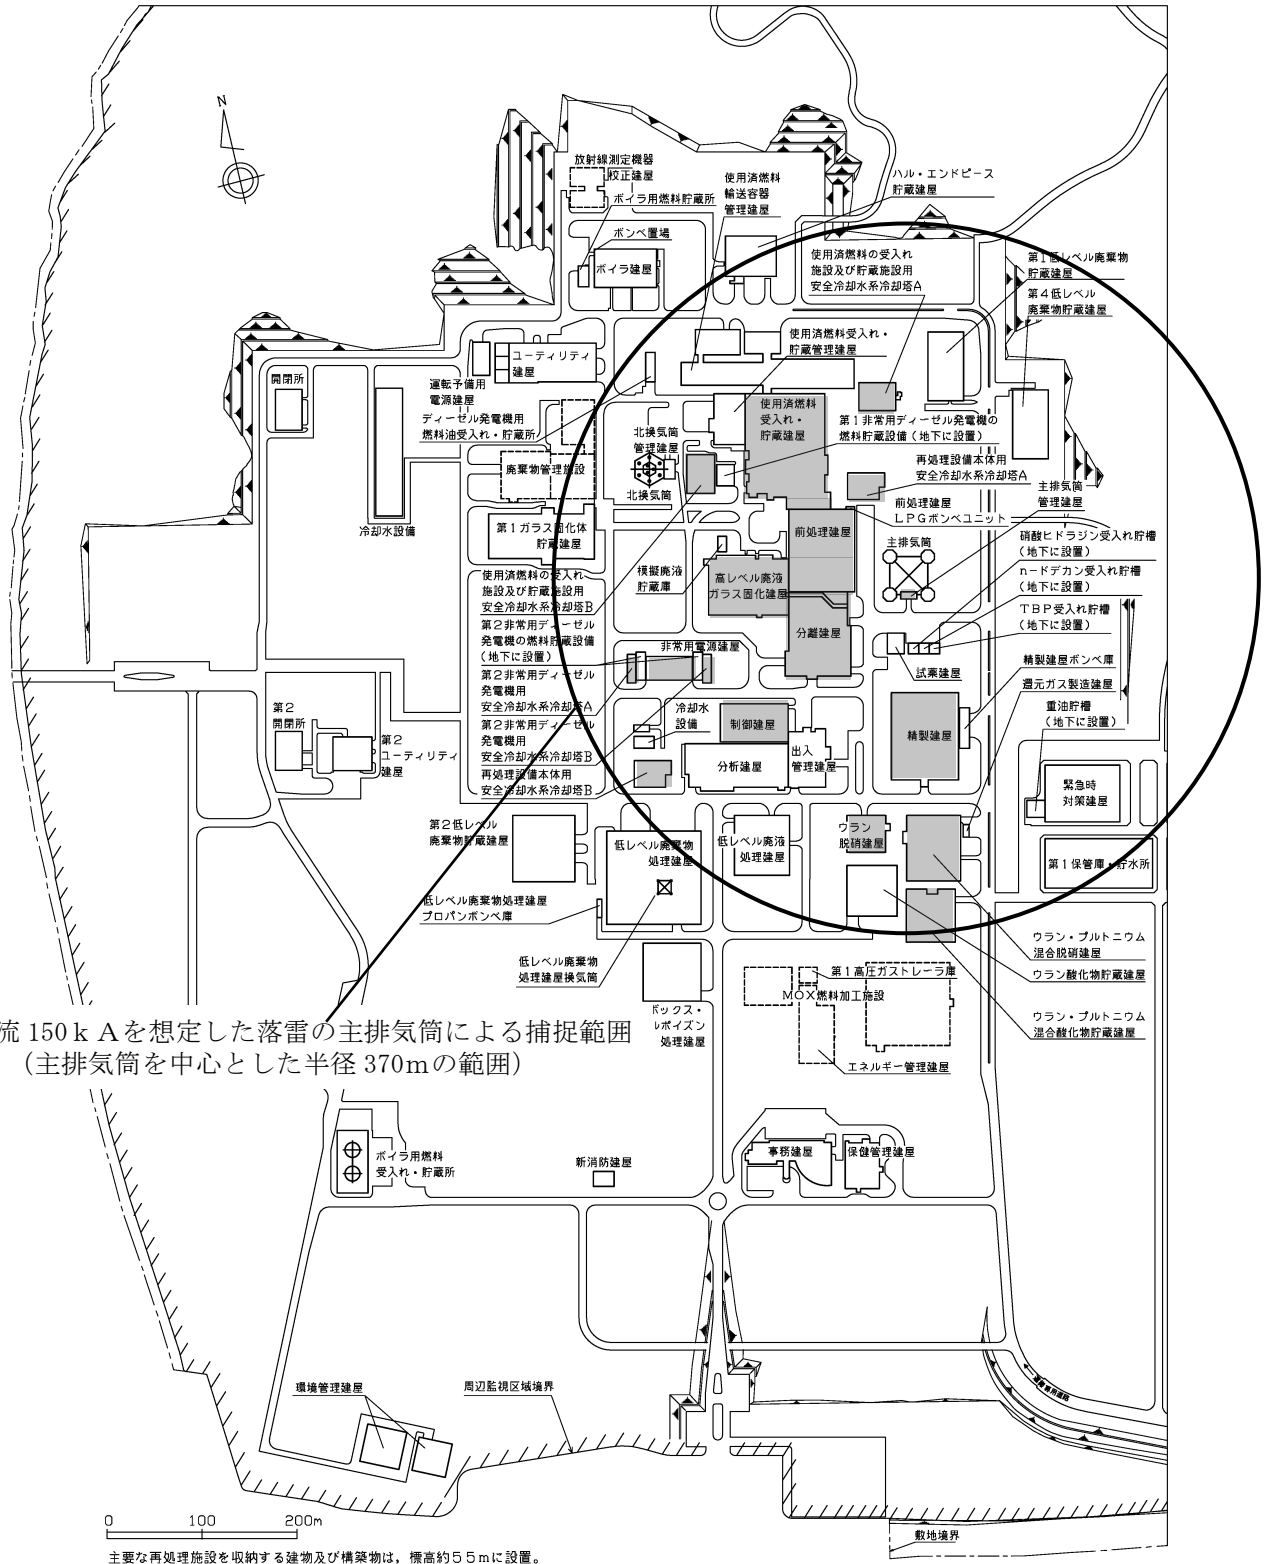 N
放射線測定機器
校正建屋
ボイラ用燃料貯蔵所
ボンベ置場
ボイラ建屋
使用済燃料
輸送容器
管理建屋
ハル・エンドピース
貯蔵建屋
使用済燃料の受入れ
施設及び貯蔵施設用
安全冷却水系冷却塔A
第1低レベル廃棄物
貯蔵建屋
第4低レベル
廃棄物貯蔵建屋
使用済燃料受入れ・
貯蔵管理建屋
ユーティリティ
建屋
運転予備用
電源建屋
開閉所
ディーゼル発電機用
燃料油受入れ・貯蔵所
北換気筒
管理建屋
使用済燃料
受入れ・
貯蔵建屋
第1非常用ディーゼル発電機の
燃料貯蔵設備(地下に設置)
再処理設備本体用
安全冷却水系冷却塔A
廃棄物管理施設
北換気筒
主排気筒
管理建屋
冷却水設備
第1ガラス固化体
貯蔵建屋
前処理建屋
LPGボンベユニット
前処理建屋
主排気筒
硝酸ヒドラジン受入れ貯槽
(地下に設置)
n-ドデカン受入れ貯槽
(地下に設置)
TBP受入れ貯槽
(地下に設置)
使用済燃料の受入れ
施設及び貯蔵施設用
安全冷却水系冷却塔B
模擬廃液
貯蔵庫
高レベル廃液
ガラス固化建屋
分離建屋
第2非常用ディーゼル
発電機の燃料貯蔵設備
(地下に設置)
非常用電源建屋
試薬建屋
精製建屋ボンベ庫
還元ガス製造建屋
重油貯槽
(地下に設置)
第2非常用ディーゼル
発電機用
安全冷却水系冷却塔A
第2非常用ディーゼル
発電機用
安全冷却水系冷却塔B
再処理設備本体用
安全冷却水系冷却塔B
冷却水
設備
制御建屋
精製建屋
分析建屋
出入
管理建屋
第2
開閉所
第2
ユーティリティ
建屋
緊急時
対策建屋
第2低レベル
廃棄物貯蔵建屋
低レベル廃棄物
処理建屋
低レベル廃液
処理建屋
ウラン
脱硝建屋
第1保管庫・貯水所
低レベル廃棄物処理建屋
プロパンボンベ庫
低レベル廃棄物
処理建屋換気筒
ウラン・プルトニウム
混合脱硝建屋
ウラン酸化物貯蔵建屋
ウラン・プルトニウム
混合酸化物貯蔵建屋
第1高圧ガストレーラ庫
MOX燃料加工施設
エネルギー管理建屋
ボックス・
ルポイズン
処理建屋
流 150kAを想定した落雷の主排気筒による捕捉範囲
(主排気筒を中心とした半径 370mの範囲)
ボイラ用燃料
受入れ・貯蔵所
新消防建屋
事務建屋
保健管理建屋
環境管理建屋
周辺監視区域境界
敷地境界
0 100 200m
主要な再処理施設を収納する建物及び構築物は,標高約55mに設置。